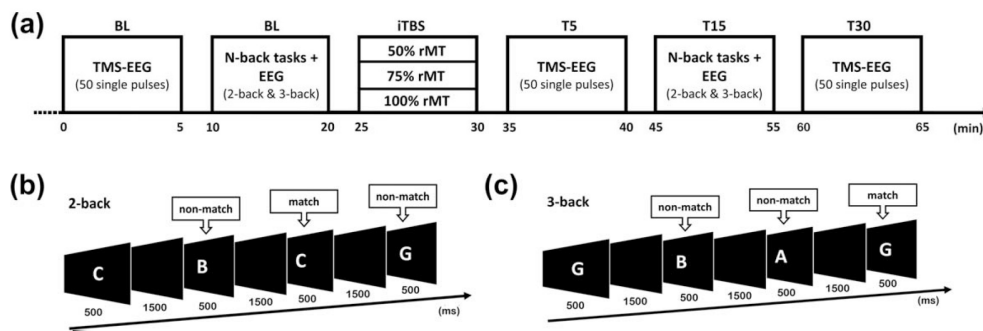 (a)
BL BL iTBS T5 T15 T30
TMS-EEG
(50 single pulses)
N-back tasks +
EEG
(2-back & 3-back)
50% rMT
75% rMT
100% rMT
TMS-EEG
(50 single pulses)
N-back tasks +
EEG
(2-back & 3-back)
TMS-EEG
(50 single pulses)
0 5 10 20 25 30 35 40 45 55 60 65 (min)
(b)
2-back
non-match match non-match
C B C G
500 1500 500 1500 500 1500 500
(ms)
(c)
3-back
non-match non-match match
G B A G
500 1500 500 1500 500 1500 500
(ms)